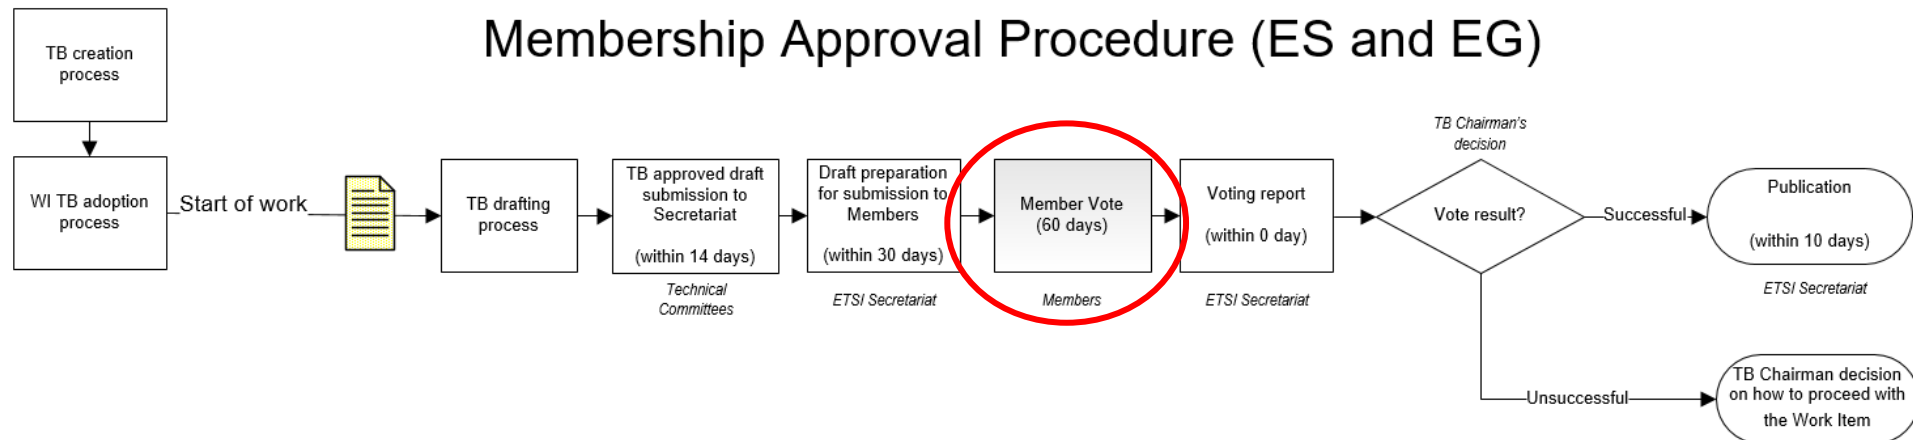 Membership Approval Procedure (ES and EG)
TB creation
process
WI TB adoption
process
Start of work
TB drafting
process
TB approved draft
submission to
Secretariat
(within 14 days)
Technical
Committees
Draft preparation
for submission to
Members
(within 30 days)
ETSI Secretariat
Member Vote
(60 days)
Members
Voting report
(within 0 day)
ETSI Secretariat
TB Chairman's
decision
Vote result?
Successful
Publication
(within 10 days)
ETSI Secretariat
Unsuccessful
TB Chairman decision
on how to proceed with
the Work Item